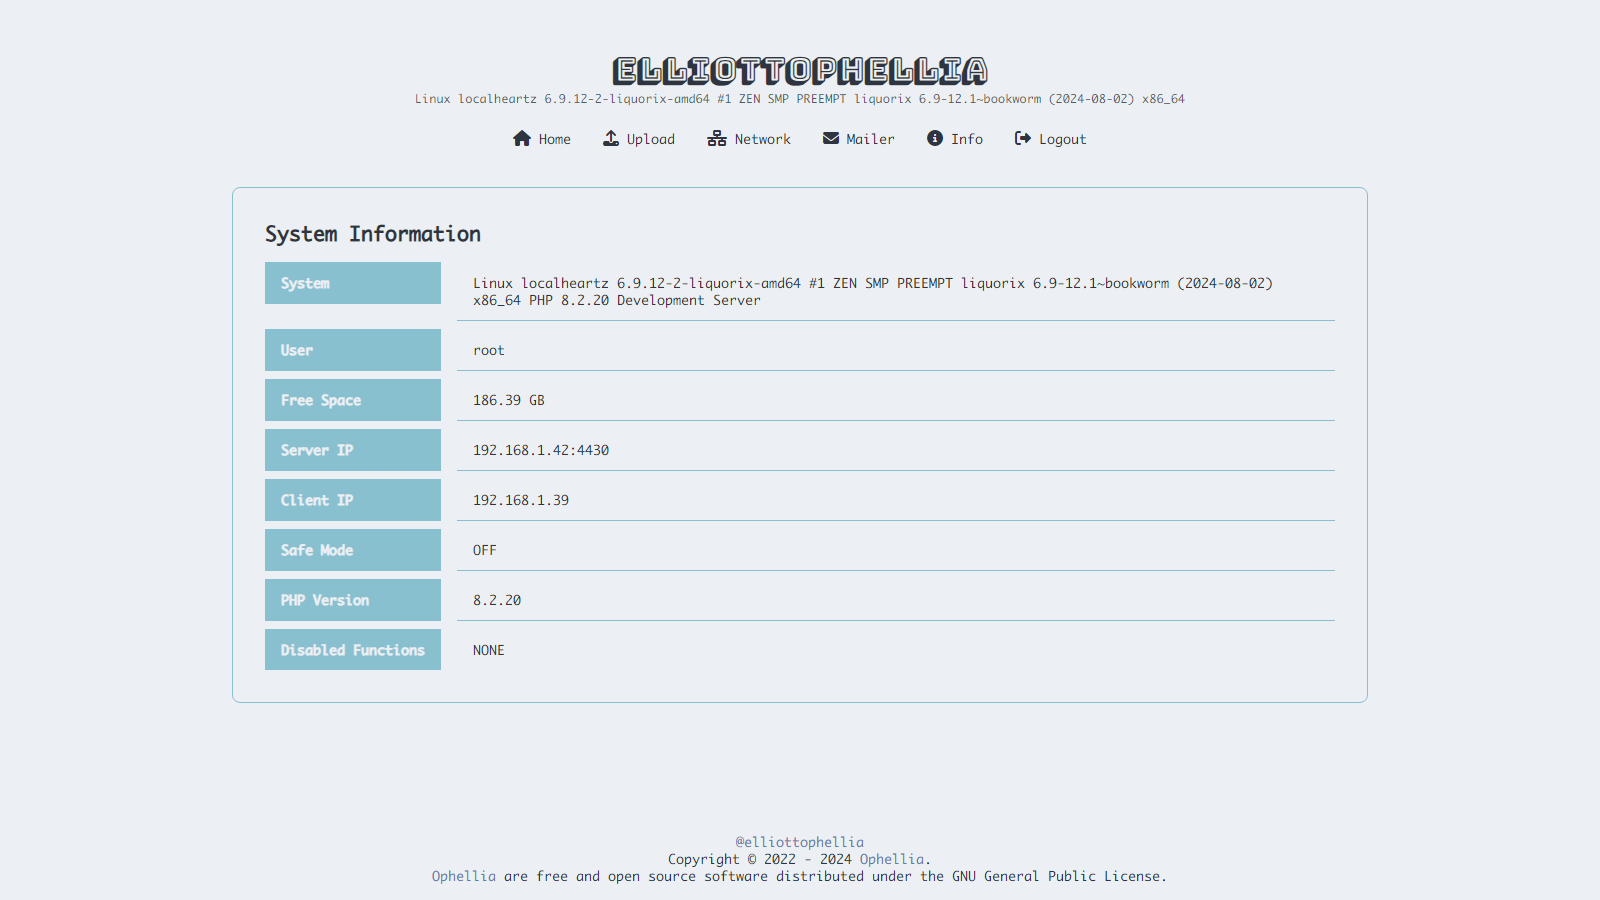 ELLIOTTOPHELLIA
Linux localheartz 6.9.12-2-liquorix-amd64 #1 ZEN SMP PREEMPT liquorix 6.9-12.1~bookworm (2024-08-02) x86_64
Home Upload Network Mailer Info Logout
System Information
System Linux localheartz 6.9.12-2-liquorix-amd64 #1 ZEN SMP PREEMPT liquorix 6.9-12.1~bookworm (2024-08-02)
x86_64 PHP 8.2.20 Development Server
User root
Free Space 186.39 GB
Server IP 192.168.1.42:4430
Client IP 192.168.1.39
Safe Mode OFF
PHP Version 8.2.20
Disabled Functions NONE
@elliottophellia
Copyright © 2022 - 2024 Ophellia.
Ophellia are free and open source software distributed under the GNU General Public License.